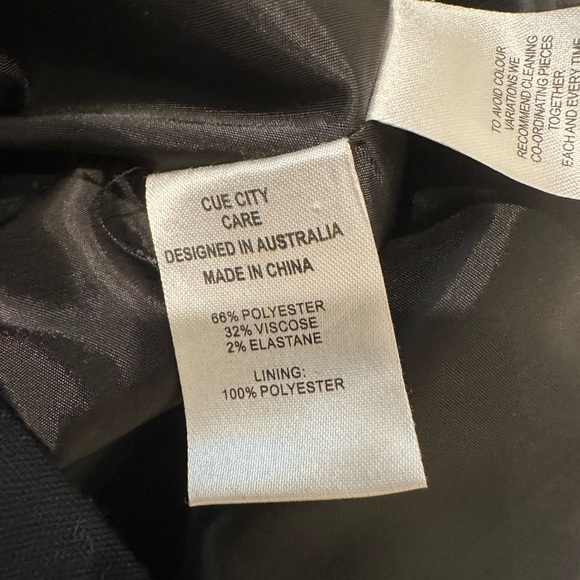 CUE CITY
CARE
DESIGNED IN AUSTRALIA
MADE IN CHINA
66% POLYESTER
32% VISCOSE
2% ELASTANE
LINING:
100% POLYESTER
TO AVOID COLOUR
VARIATIONS WE
RECOMMEND CLEANING
CO-ORDINATING PIECES
TOGETHER
EACH AND EVERY TIME